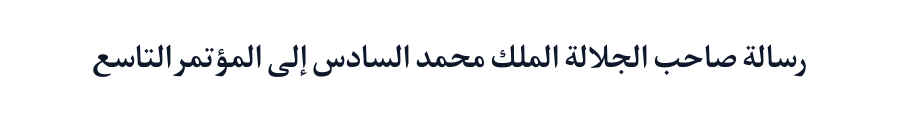 رسالة صاحب الجلالة الملك محمد السادس إلى المؤتمر التاسع